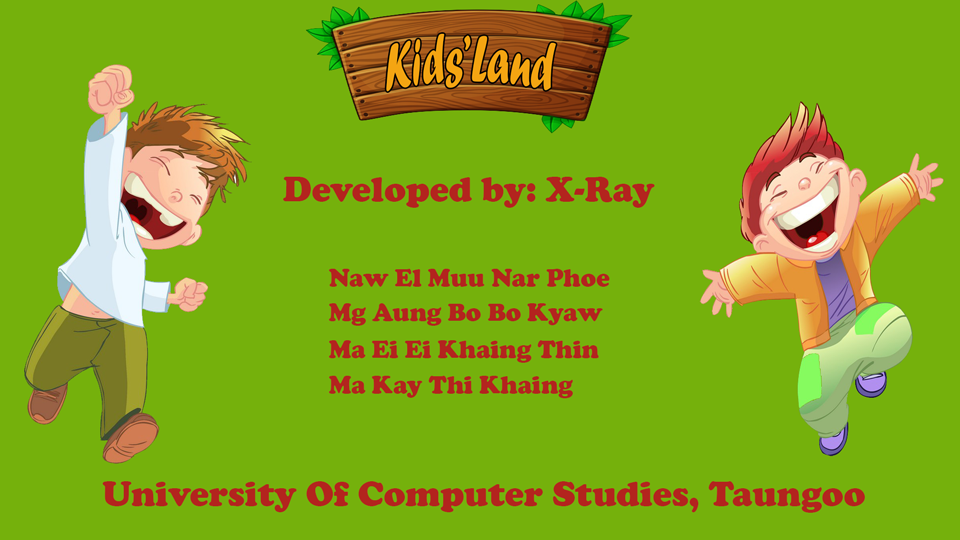 Kids'Land
Developed by: X-Ray
Naw El Muu Nar Phoe
Mg Aung Bo Bo Kyaw
Ma Ei Ei Khaing Thin
Ma Kay Thi Khaing
University Of Computer Studies, Taungoo